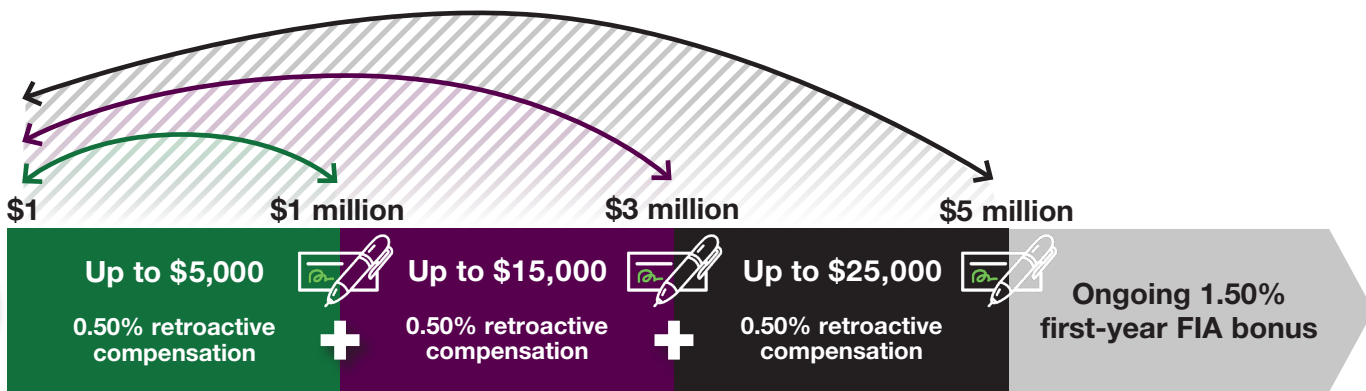 $1
$1 million
$3 million
$5 million
Up to $5,000
0.50% retroactive
compensation
Up to $15,000
0.50% retroactive
compensation
Up to $25,000
0.50% retroactive
compensation
Ongoing 1.50%
first-year FIA bonus